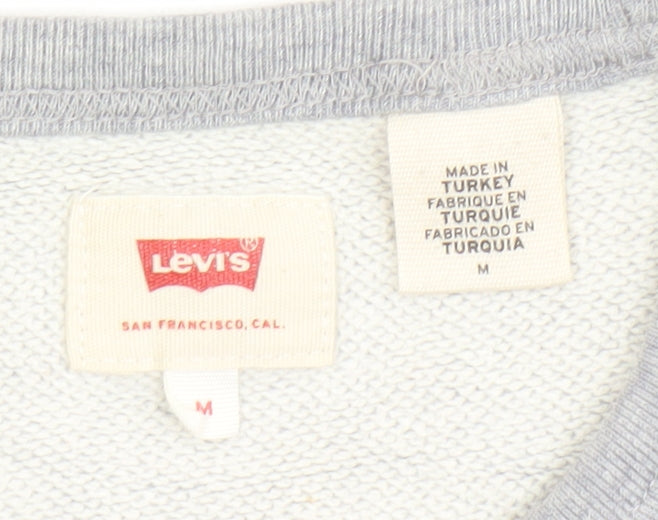 Levi's®
SAN FRANCISCO, CAL.
M
MADE IN
TURKEY
FABRIQUE EN
TURQUIE
FABRICADO EN
TURQUIA
M